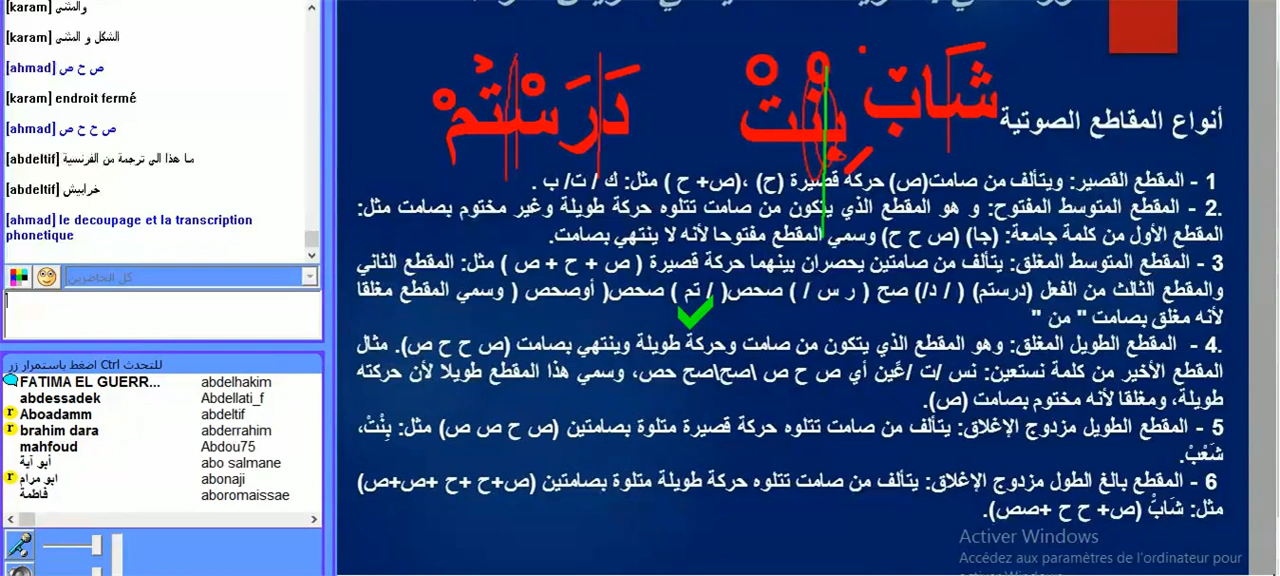 [karam] والمثنى
[karam] الشكل و المثنى
[ahmad] ص ح ص
[karam] endroit fermé
[ahmad] ص ح ح ص
[abdeltif] ما هذا الي ترجمة من الفرنسية
[abdeltif] خرابيش
[ahmad] le decoupage et la transcription
phonetique
كل الحاضرين
للتحدث Ctrl اضغط باستمرار زر
FATIMA EL GUERR... abdelhakim
abdessadek Abdellati_f
Aboadamm abdeltif
brahim dara abderrahim
mahfoud Abdou75
أبو آية abo salmane
ابو مرام abonaji
فاطمة aboromaissae
شَابّ بِنْتْ دَرَسْتُمْ
أنواع المقاطع الصوتية
1 - المقطع القصير: ويتألف من صامت(ص) حركة قصيرة (ح) ،(ص+ ح ) مثل: ك / ت/ ب .
2- المقطع المتوسط المفتوح: و هو المقطع الذي يتكون من صامت تتلوه حركة طويلة وغير مختوم بصامت مثل:
المقطع الأول من كلمة جامعة: (جا) (ص ح ح) وسمي المقطع مفتوحا لأنه لا ينتهي بصامت.
3 - المقطع المتوسط المغلق: يتألف من صامتين يحصران بينهما حركة قصيرة ( ص + ح + ص ) مثل: المقطع الثاني
والمقطع الثالث من الفعل (درستم) ( / د/) صح ( ر س / ) صحص( / تم ) صحص( أوصحص ( وسمي المقطع مغلقا
لأنه مغلق بصامت " من "
4- المقطع الطويل المغلق: وهو المقطع الذي يتكون من صامت وحركة طويلة وينتهي بصامت (ص ح ح ص). مثال
المقطع الأخير من كلمة نستعين: نس /ت /عين أي ص ح ص \صح\صح حص، وسمي هذا المقطع طويلا لأن حركته
طويلة، ومغلقا لأنه مختوم بصامت (ص).
5 - المقطع الطويل مزدوج الإغلاق: يتألف من صامت تتلوه حركة قصيرة متلوة بصامتين (ص ح ص ص) مثل: بِنْتْ،
شَعْبْ.
6 - المقطع بالغ الطول مزدوج الإغلاق: يتألف من صامت تتلوه حركة طويلة متلوة بصامتين (ص+ح +ح +ص+ص)
مثل: شَابّْ (ص+ ح ح +صص).
Activer Windows
Accédez aux paramètres de l'ordinateur pour